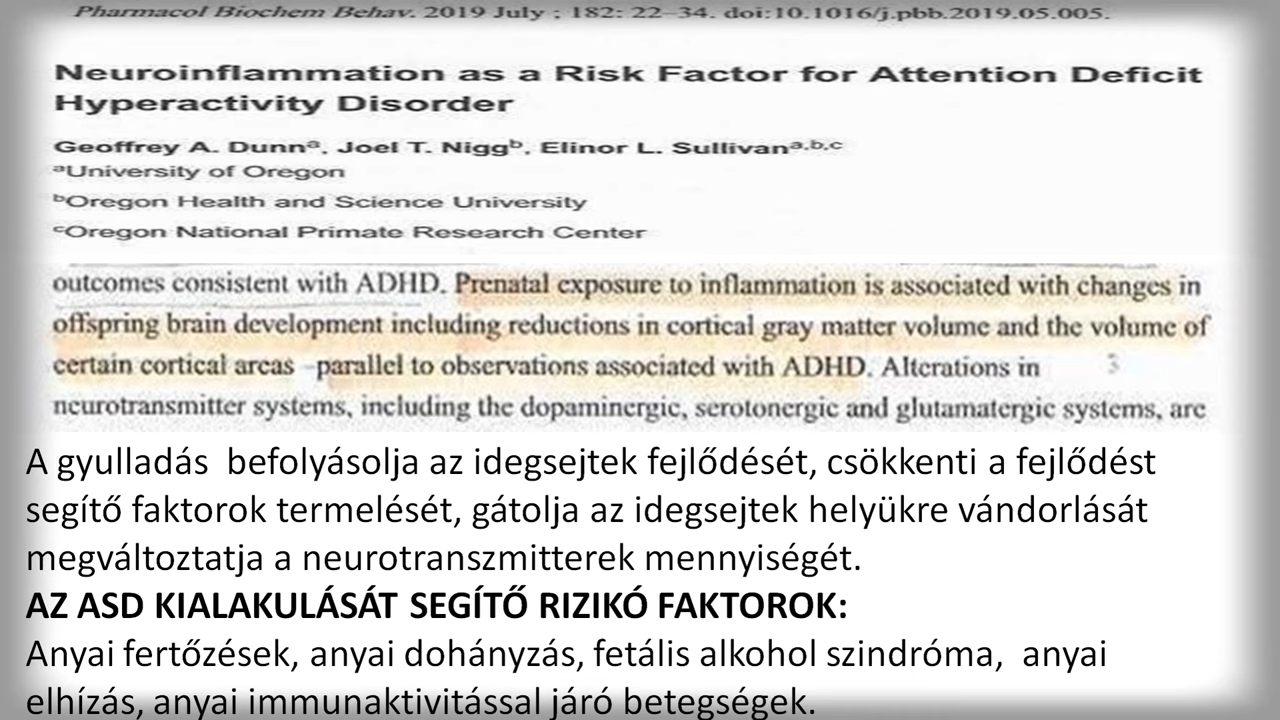 Pharmacol Biochem Behav. 2019 July ; 182: 22–34. doi:10.1016/j.pbb.2019.05.005.
Neuroinflammation as a Risk Factor for Attention Deficit
Hyperactivity Disorder
Geoffrey A. Dunnᵃ, Joel T. Niggᵇ, Elinor L. Sullivanᵃ,ᵇ,ᶜ
ᵃUniversity of Oregon
ᵇOregon Health and Science University
ᶜOregon National Primate Research Center
outcomes consistent with ADHD. Prenatal exposure to inflammation is associated with changes in
offspring brain development including reductions in cortical gray matter volume and the volume of
certain cortical areas –parallel to observations associated with ADHD. Alterations in
neurotransmitter systems, including the dopaminergic, serotonergic and glutamatergic systems, are
A gyulladás befolyásolja az idegsejtek fejlődését, csökkenti a fejlődést
segítő faktorok termelését, gátolja az idegsejtek helyükre vándorlását
megváltoztatja a neurotranszmitterek mennyiségét.
AZ ASD KIALAKULÁSÁT SEGÍTŐ RIZIKÓ FAKTOROK:
Anyai fertőzések, anyai dohányzás, fetális alkohol szindróma, anyai
elhízás, anyai immunaktivitással járó betegségek.